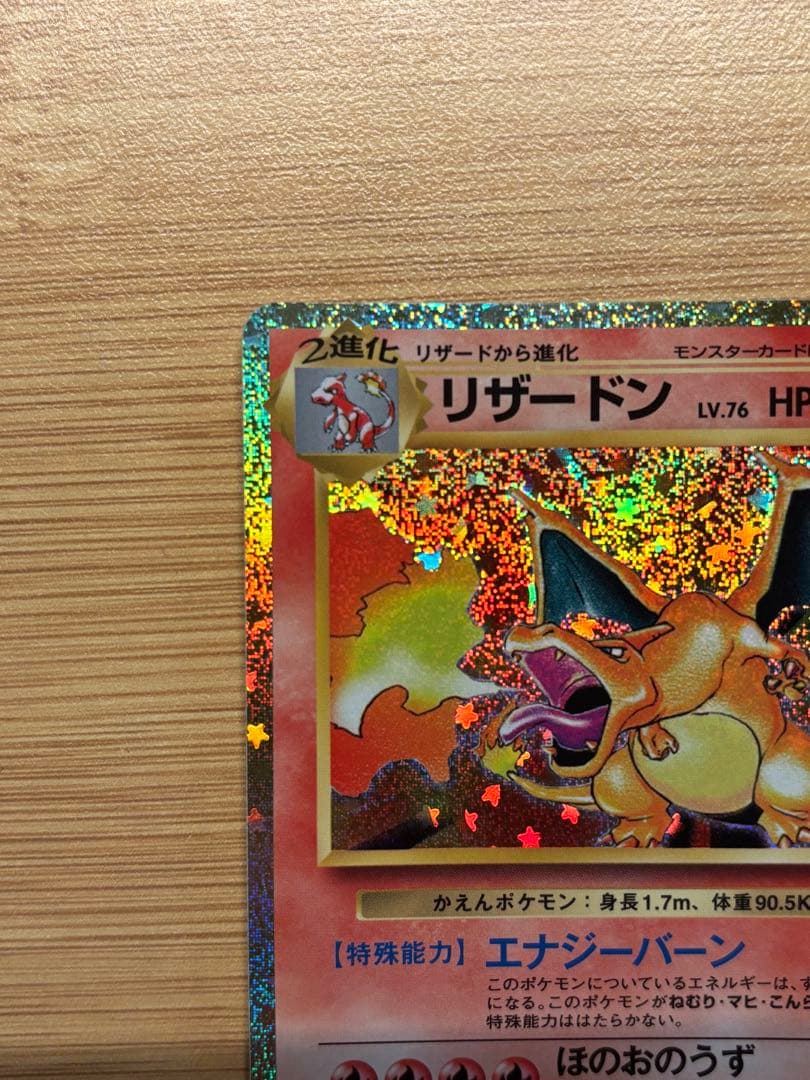 2進化 リザードから進化 モンスターカード
リザードン LV.76 HP
かえんポケモン：身長1.7m、体重90.5K
【特殊能力】 エナジーバーン
このポケモンについているエネルギーは、す
になる。このポケモンがねむり・マヒ・こんら
特殊能力ははたらかない。
ほのおのうず